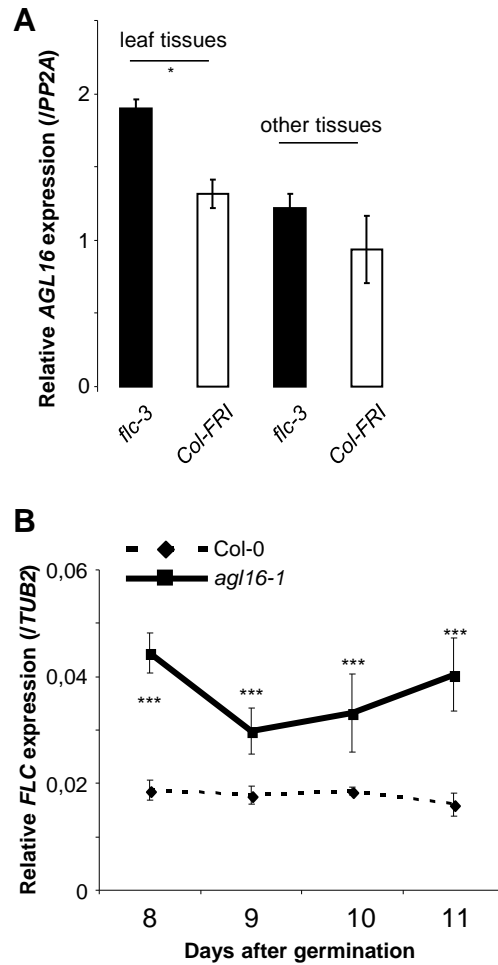 A
leaf tissues
*
other tissues
Relative AGL16 expression (/PP2A)
2
1
0
flc-3
Col-FRI
flc-3
Col-FRI
B
Col-0
agl16-1
Relative FLC expression (/TUB2)
0,06
0,04
0,02
0
***
***
***
***
8 9 10 11
Days after germination